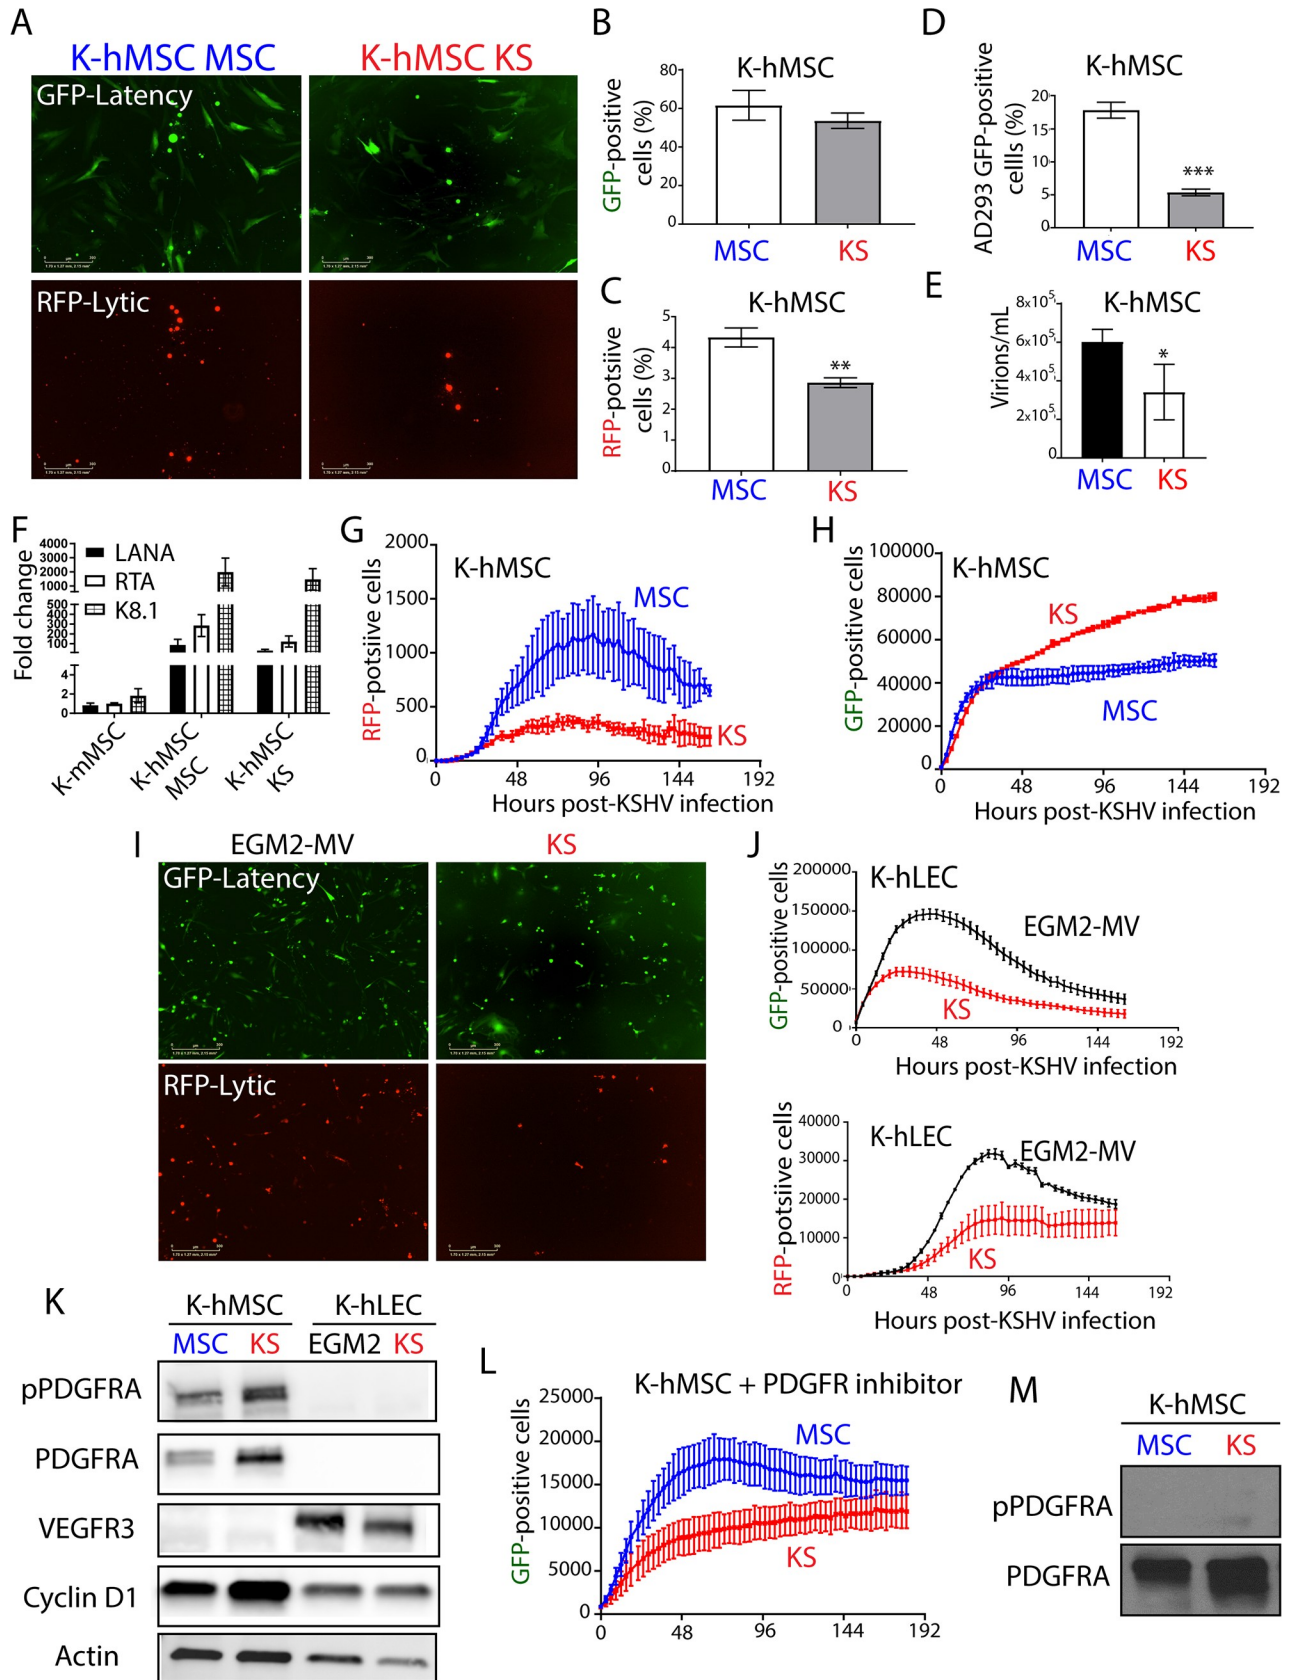 A
K-hMSC MSC
K-hMSC KS
GFP-Latency
RFP-Lytic
B
K-hMSC
GFP-positive
cells (%)
80
60
40
20
0
MSC
KS
C
K-hMSC
RFP-potsiive
cells (%)
5
4
3
2
1
0
**
MSC
KS
D
K-hMSC
AD293 GFP-positive
cellls (%)
20
15
10
5
0
***
MSC
KS
E
K-hMSC
Virions/mL
8x10⁵
6x10⁵
4x10⁵
2x10⁵
0
*
MSC
KS
F
Fold change
4000
3000
2000
1000
500
400
300
200
100
4
2
0
LANA
RTA
K8.1
K-mMSC
K-hMSC
MSC
K-hMSC
KS
G
K-hMSC
RFP-potsiive cells
2000
1500
1000
500
0
MSC
KS
0 48 96 144 192
Hours post-KSHV infection
H
K-hMSC
GFP-positive cells
100000
80000
60000
40000
20000
0
KS
MSC
0 48 96 144 192
Hours post-KSHV infection
I
EGM2-MV
KS
GFP-Latency
RFP-Lytic
J
K-hLEC
GFP-positive cells
200000
150000
100000
50000
0
EGM2-MV
KS
0 48 96 144 192
Hours post-KSHV infection
K-hLEC
RFP-potsiive cells
40000
30000
20000
10000
0
EGM2-MV
KS
0 48 96 144 192
Hours post-KSHV infection
K
K-hMSC K-hLEC
MSC KS EGM2 KS
pPDGFRA
PDGFRA
VEGFR3
Cyclin D1
Actin
L
K-hMSC + PDGFR inhibitor
GFP-positive cells
25000
20000
15000
10000
5000
0
MSC
KS
0 48 96 144 192
M
K-hMSC
MSC KS
pPDGFRA
PDGFRA